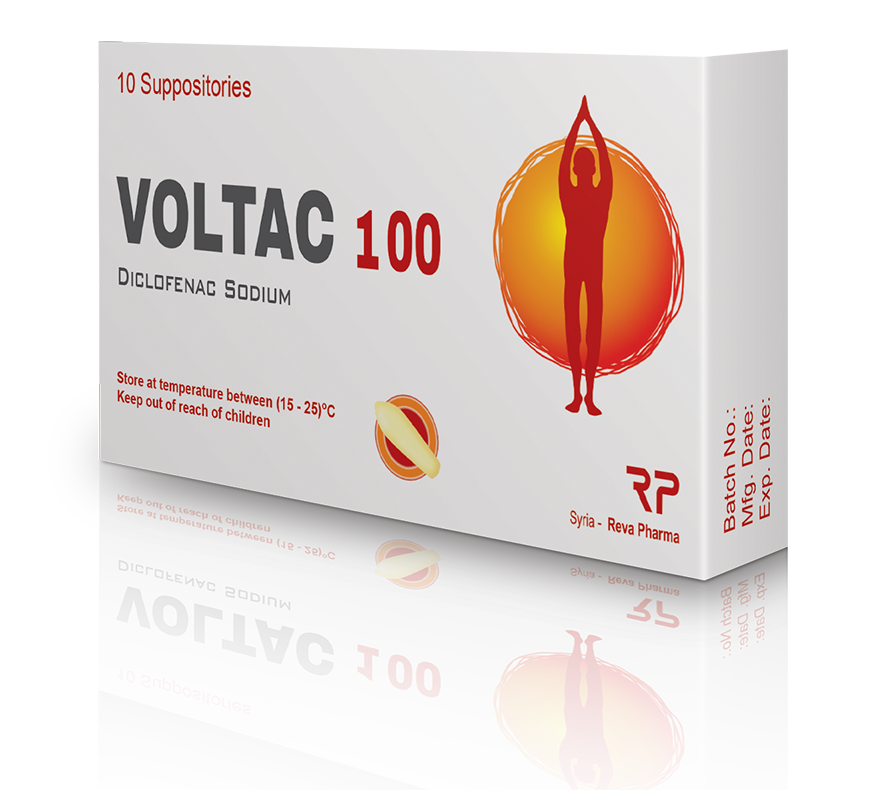 10 Suppositories
VOLTAC 100
DICLOFENAC SODIUM
Store at temperature between (15 - 25)°C
Keep out of reach of children
RP
Syria - Reva Pharma
Batch No.:
Mfg. Date:
Exp. Date: